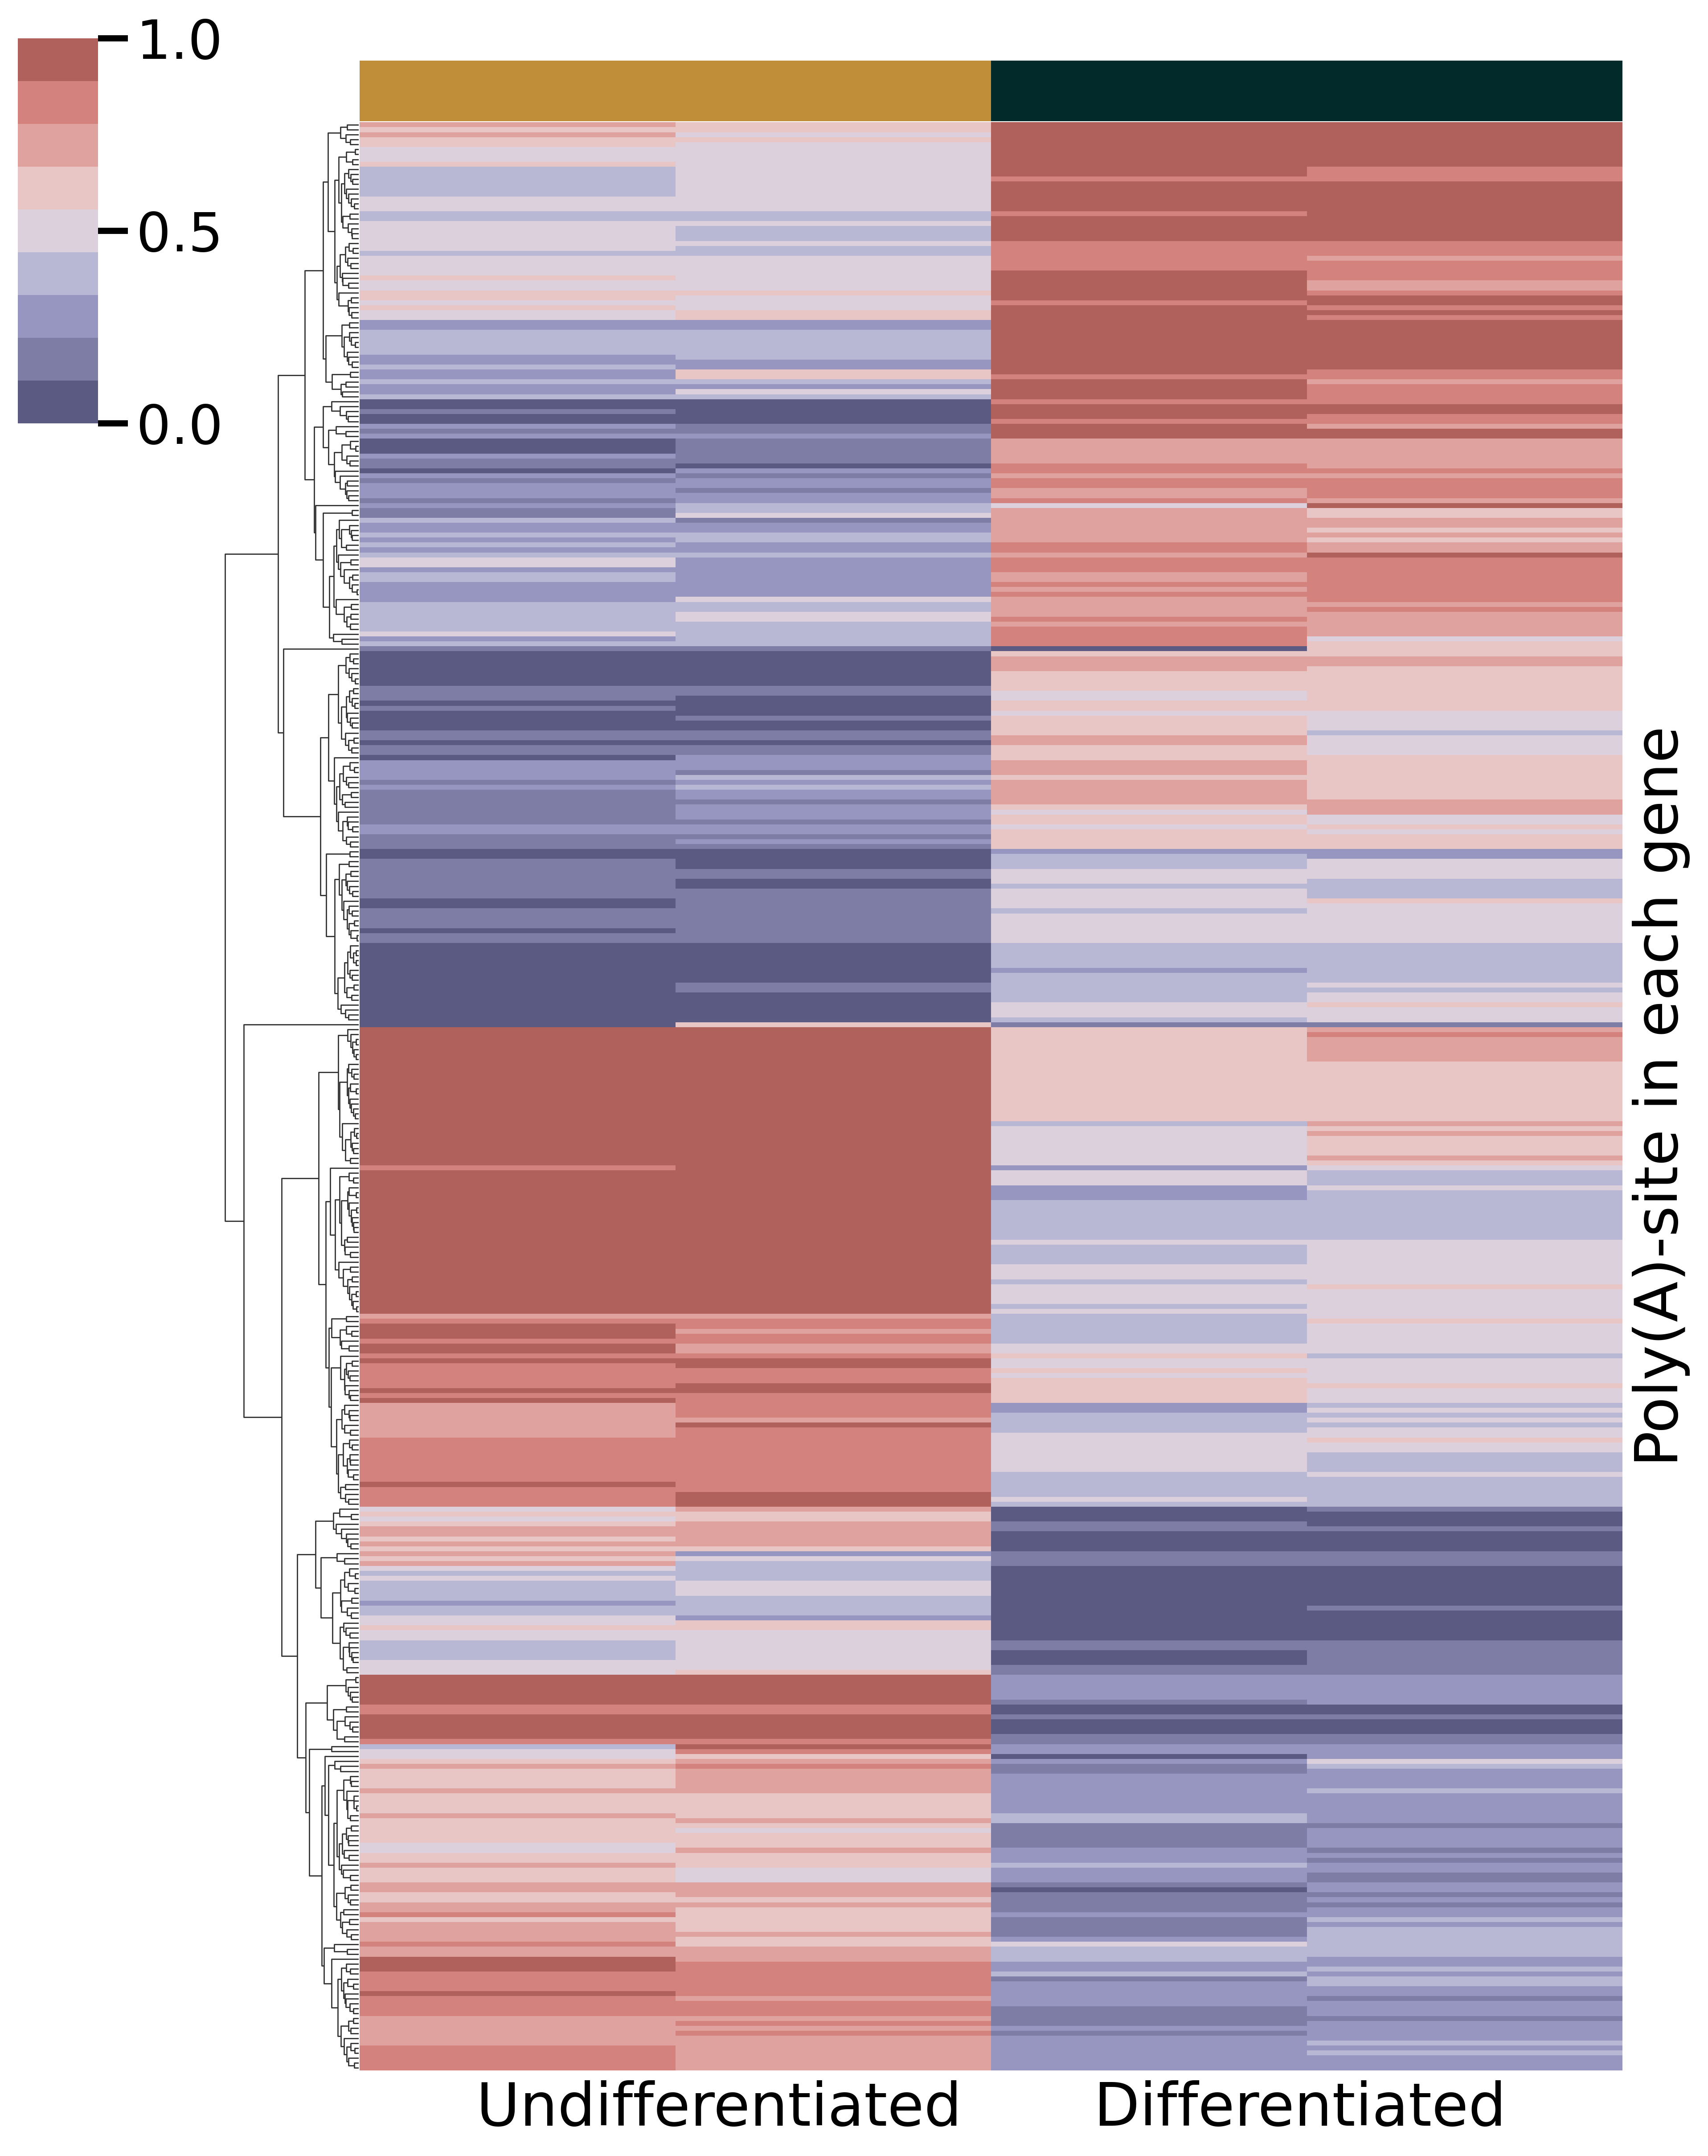 1.0
0.5
0.0
Poly(A)-site in each gene
Undifferentiated
Differentiated